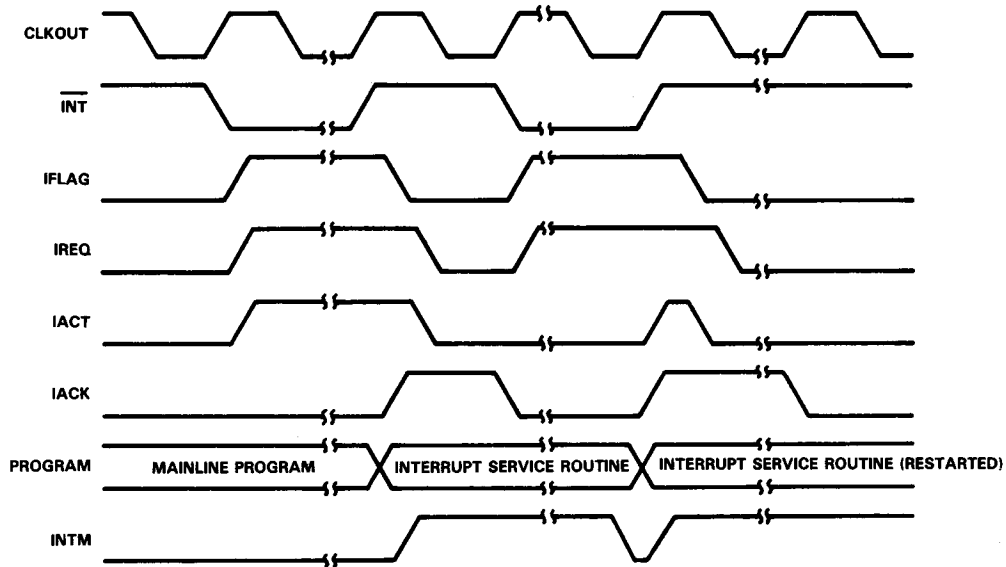 CLKOUT
INT
IFLAG
IREQ
IACT
IACK
PROGRAM MAINLINE PROGRAM INTERRUPT SERVICE ROUTINE INTERRUPT SERVICE ROUTINE (RESTARTED)
INTM